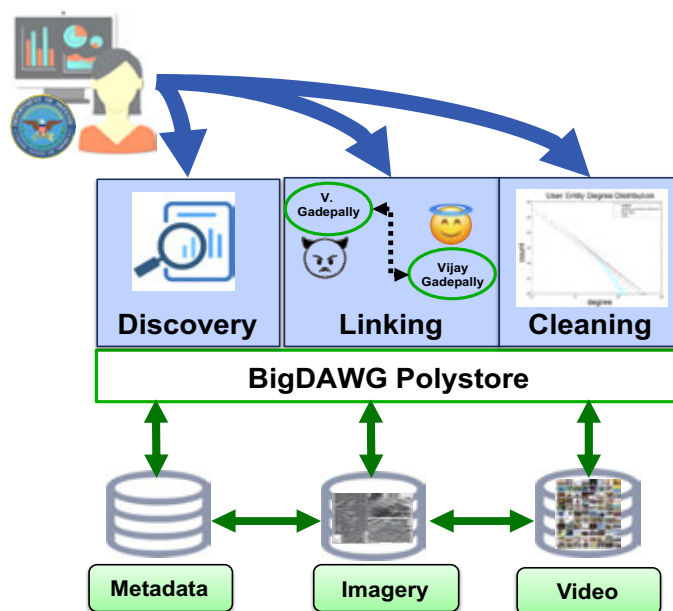 V.
Gadepally
Vijay
Gadepally
User Entity Degree Distribution
count
degree
Discovery
Linking
Cleaning
BigDAWG Polystore
Metadata
Imagery
Video